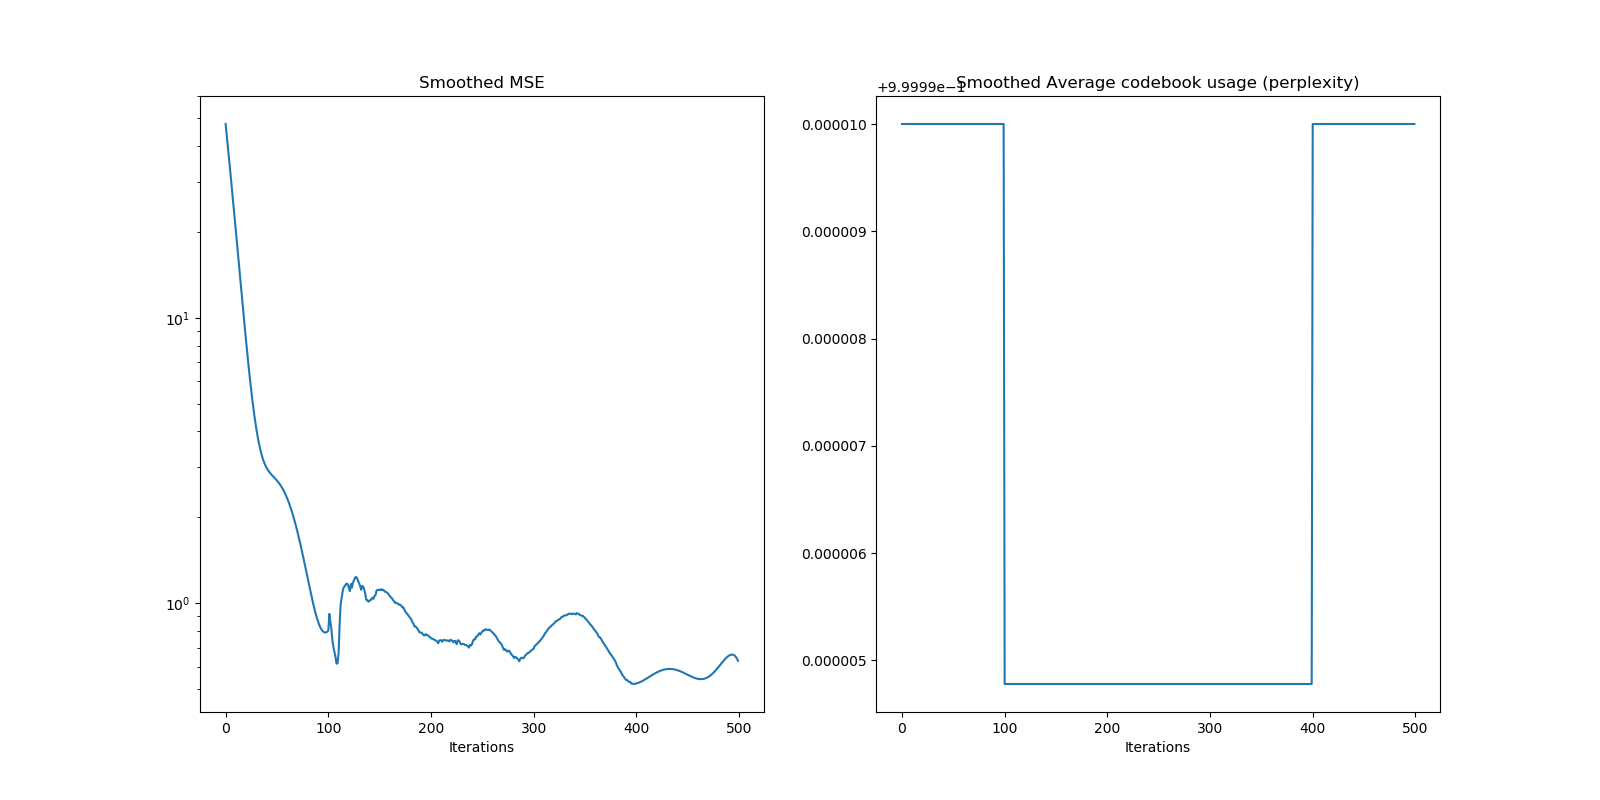 Smoothed MSE
10¹
10⁰
0 100 200 300 400 500
Iterations
Smoothed Average codebook usage (perplexity)
+9.9999e−1
0.000010
0.000009
0.000008
0.000007
0.000006
0.000005
0 100 200 300 400 500
Iterations